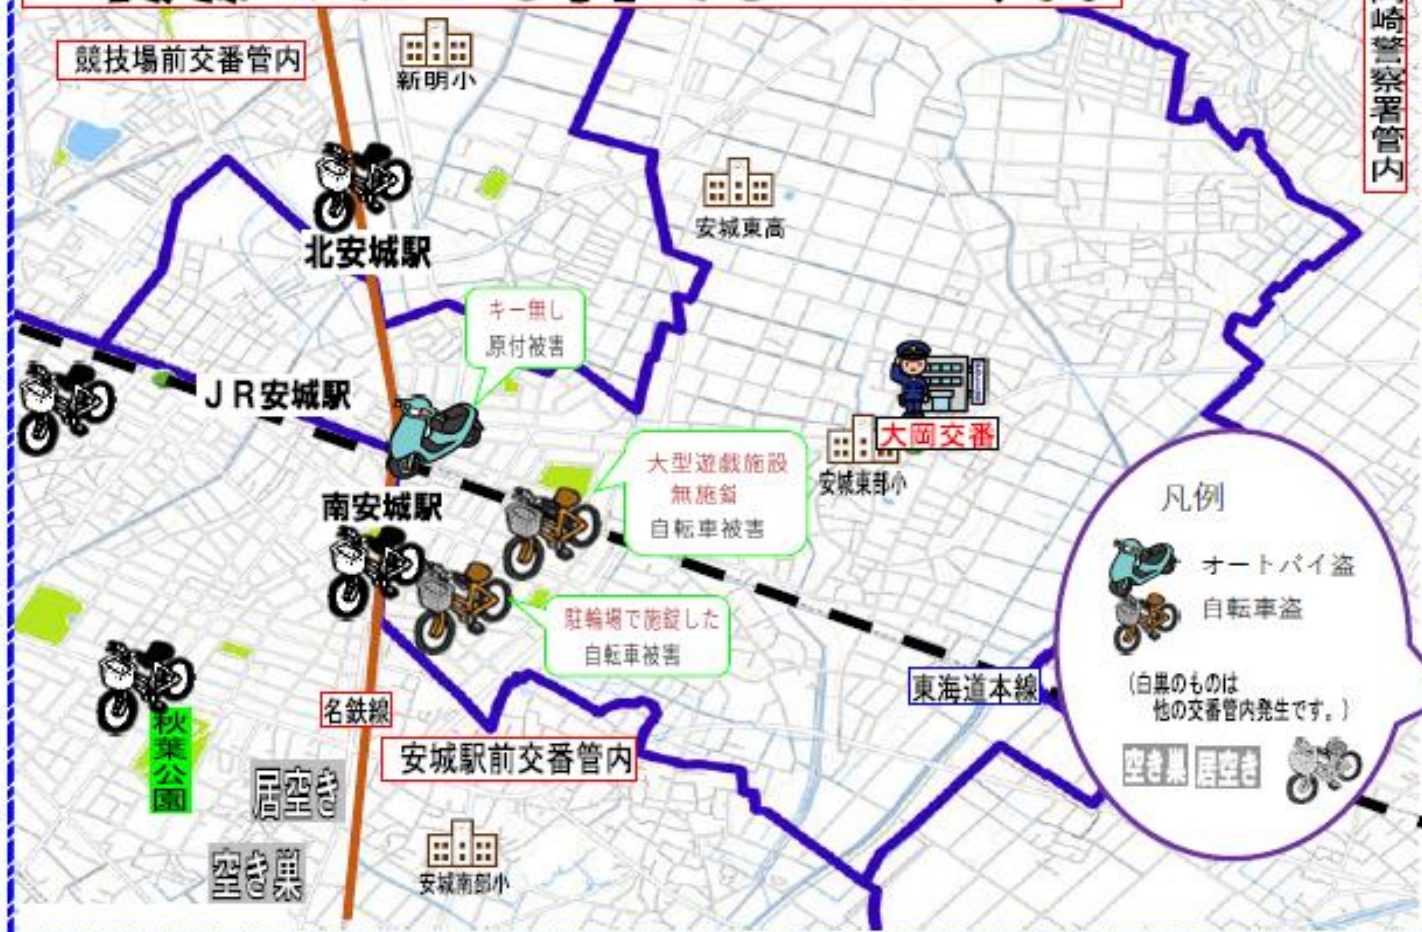 競技場前交番管内
新明小
崎警察署管内
安城東高
北安城駅
キー無し
原付被害
JR安城駅
大岡交番
安城東部小
大型遊戯施設
無施錠
自転車被害
南安城駅
駐輪場で施錠した
自転車被害
凡例
オートバイ盗
自転車盗
(白黒のものは
他の交番管内発生です。)
空き巣 居空き
東海道本線
名鉄線
安城駅前交番管内
秋葉公園
居空き
空き巣
安城南部小